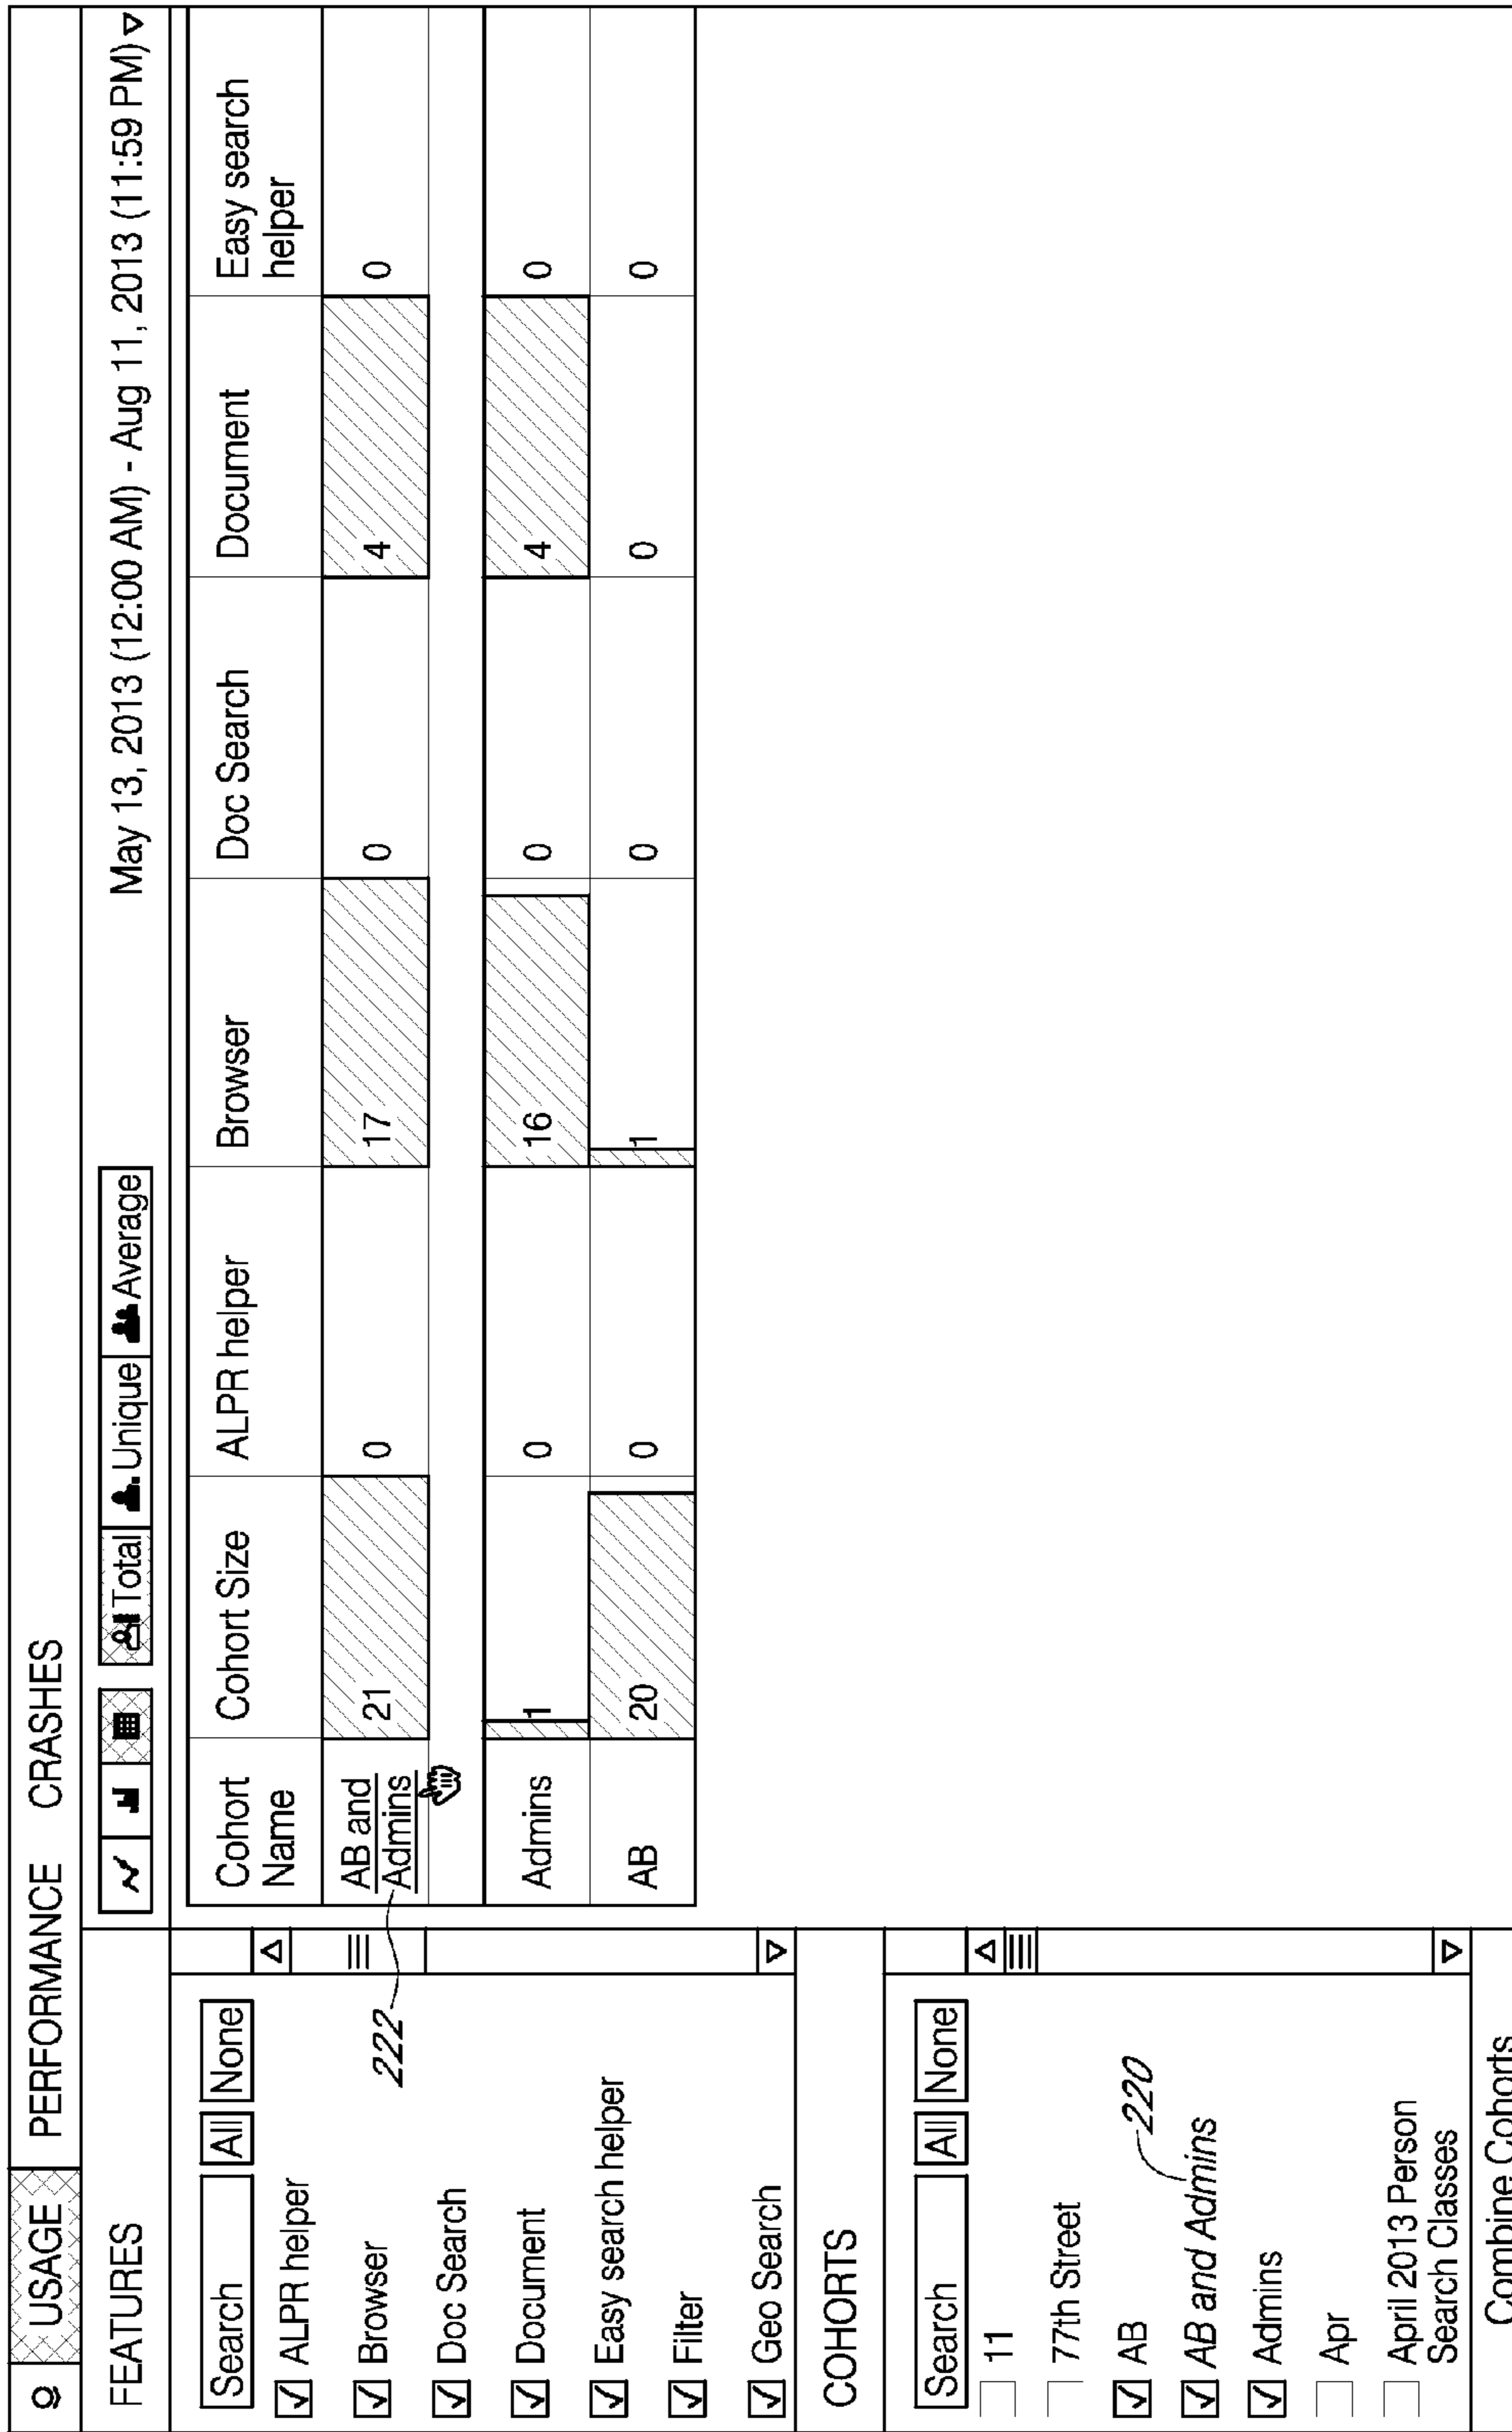 USAGE PERFORMANCE CRASHES
FEATURES
Total Unique Average
May 13, 2013 (12:00 AM) - Aug 11, 2013 (11:59 PM)
Search All None
ALPR helper
Browser
Doc Search
Document
Easy search helper
Filter
Geo Search
222
COHORTS
Search All None
11
77th Street
AB
220
AB and Admins
Admins
Apr
April 2013 Person
Search Classes
Combine Cohorts
Cohort Name Cohort Size ALPR helper Browser Doc Search Document Easy search helper
AB and Admins 21 0 17 0 4 0
Admins 1 0 16 0 4 0
AB 20 0 1 0 0 0